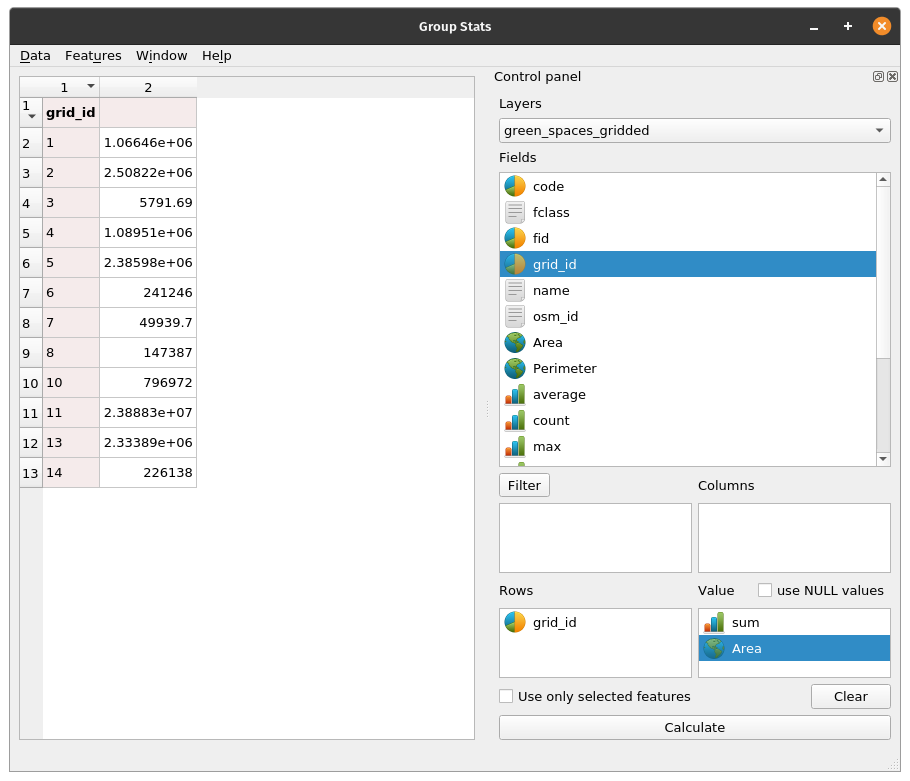 Group Stats
Data Features Window Help
1 2
1 grid_id
2 1 1.06646e+06
3 2 2.50822e+06
4 3 5791.69
5 4 1.08951e+06
6 5 2.38598e+06
7 6 241246
8 7 49939.7
9 8 147387
10 10 796972
11 11 2.38883e+07
12 13 2.33389e+06
13 14 226138
Control panel
Layers
green_spaces_gridded
Fields
code
fclass
fid
grid_id
name
osm_id
Area
Perimeter
average
count
max
Filter Columns
Rows Value use NULL values
grid_id sum
Area
Use only selected features Clear
Calculate